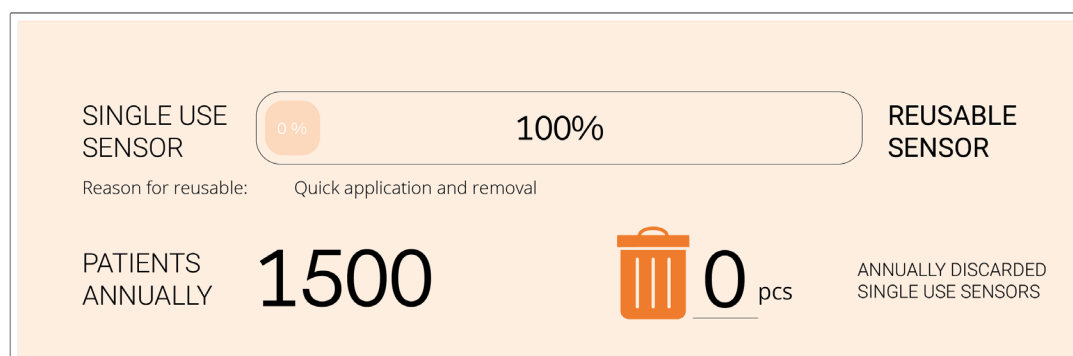 SINGLE USE
SENSOR
0 %
100%
REUSABLE
SENSOR
Reason for reusable: Quick application and removal
PATIENTS
ANNUALLY
1500
0 pcs
ANNUALLY DISCARDED
SINGLE USE SENSORS